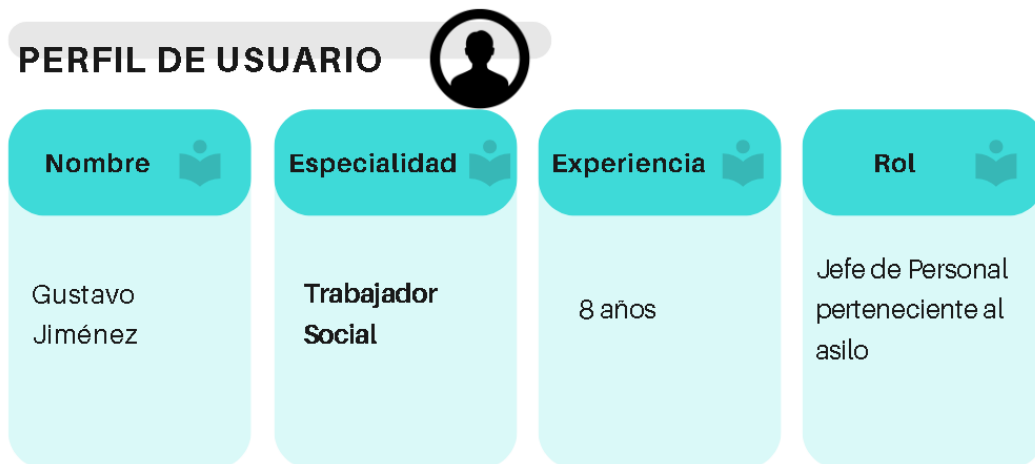 PERFIL DE USUARIO
Nombre
Gustavo
Jiménez
Especialidad
Trabajador
Social
Experiencia
8 años
Rol
Jefe de Personal
perteneciente al
asilo